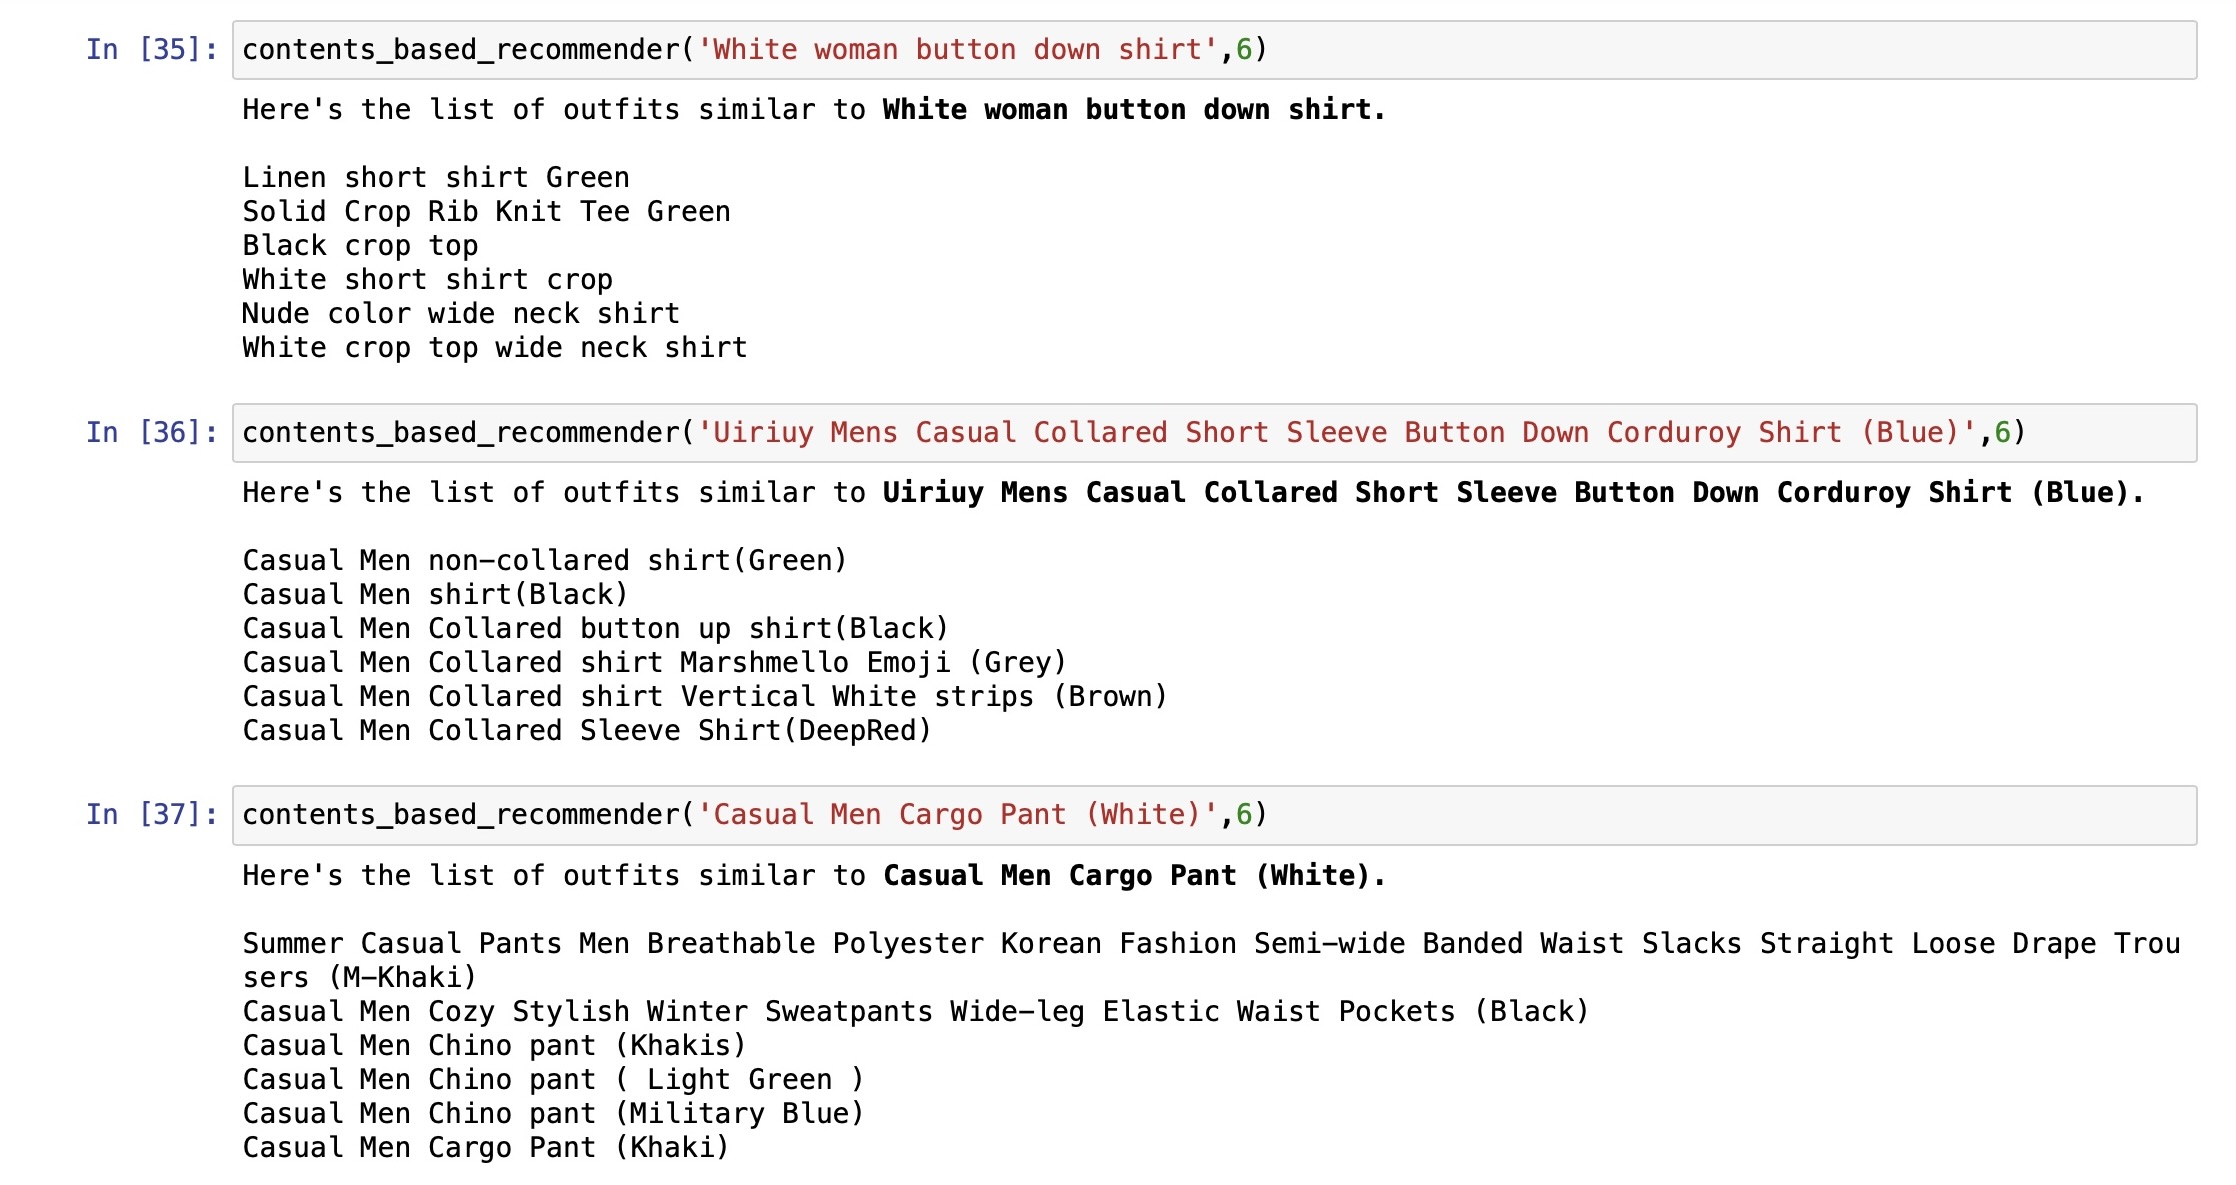 In [35]: contents_based_recommender('White woman button down shirt',6)
Here's the list of outfits similar to White woman button down shirt.
Linen short shirt Green
Solid Crop Rib Knit Tee Green
Black crop top
White short shirt crop
Nude color wide neck shirt
White crop top wide neck shirt
In [36]: contents_based_recommender('Uiriuy Mens Casual Collared Short Sleeve Button Down Corduroy Shirt (Blue)',6)
Here's the list of outfits similar to Uiriuy Mens Casual Collared Short Sleeve Button Down Corduroy Shirt (Blue).
Casual Men non-collared shirt(Green)
Casual Men shirt(Black)
Casual Men Collared button up shirt(Black)
Casual Men Collared shirt Marshmello Emoji (Grey)
Casual Men Collared shirt Vertical White strips (Brown)
Casual Men Collared Sleeve Shirt(DeepRed)
In [37]: contents_based_recommender('Casual Men Cargo Pant (White)',6)
Here's the list of outfits similar to Casual Men Cargo Pant (White).
Summer Casual Pants Men Breathable Polyester Korean Fashion Semi-wide Banded Waist Slacks Straight Loose Drape Trou
sers (M-Khaki)
Casual Men Cozy Stylish Winter Sweatpants Wide-leg Elastic Waist Pockets (Black)
Casual Men Chino pant (Khakis)
Casual Men Chino pant ( Light Green )
Casual Men Chino pant (Military Blue)
Casual Men Cargo Pant (Khaki)